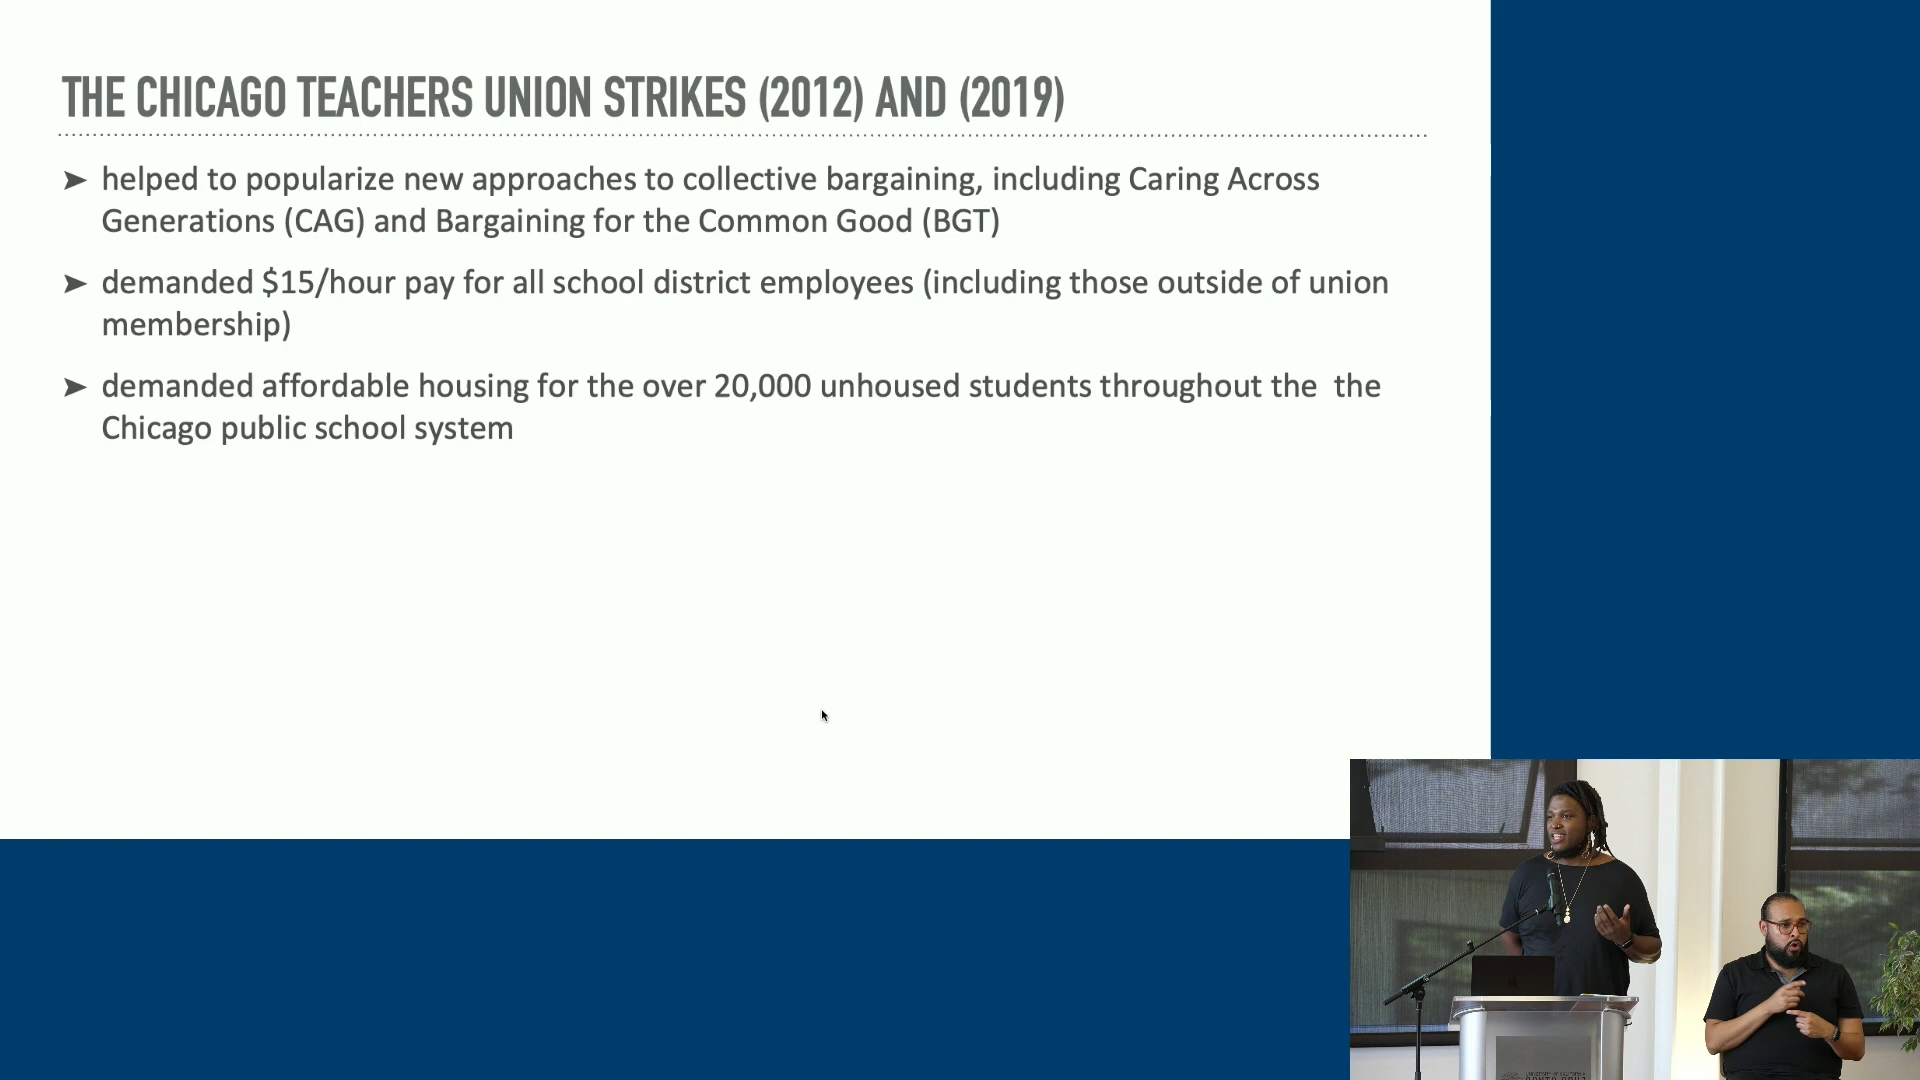 THE CHICAGO TEACHERS UNION STRIKES (2012) AND (2019)
➤ helped to popularize new approaches to collective bargaining, including Caring Across
Generations (CAG) and Bargaining for the Common Good (BGT)
➤ demanded $15/hour pay for all school district employees (including those outside of union
membership)
➤ demanded affordable housing for the over 20,000 unhoused students throughout the  the
Chicago public school system
UNIVERSITY OF CALIFORNIA